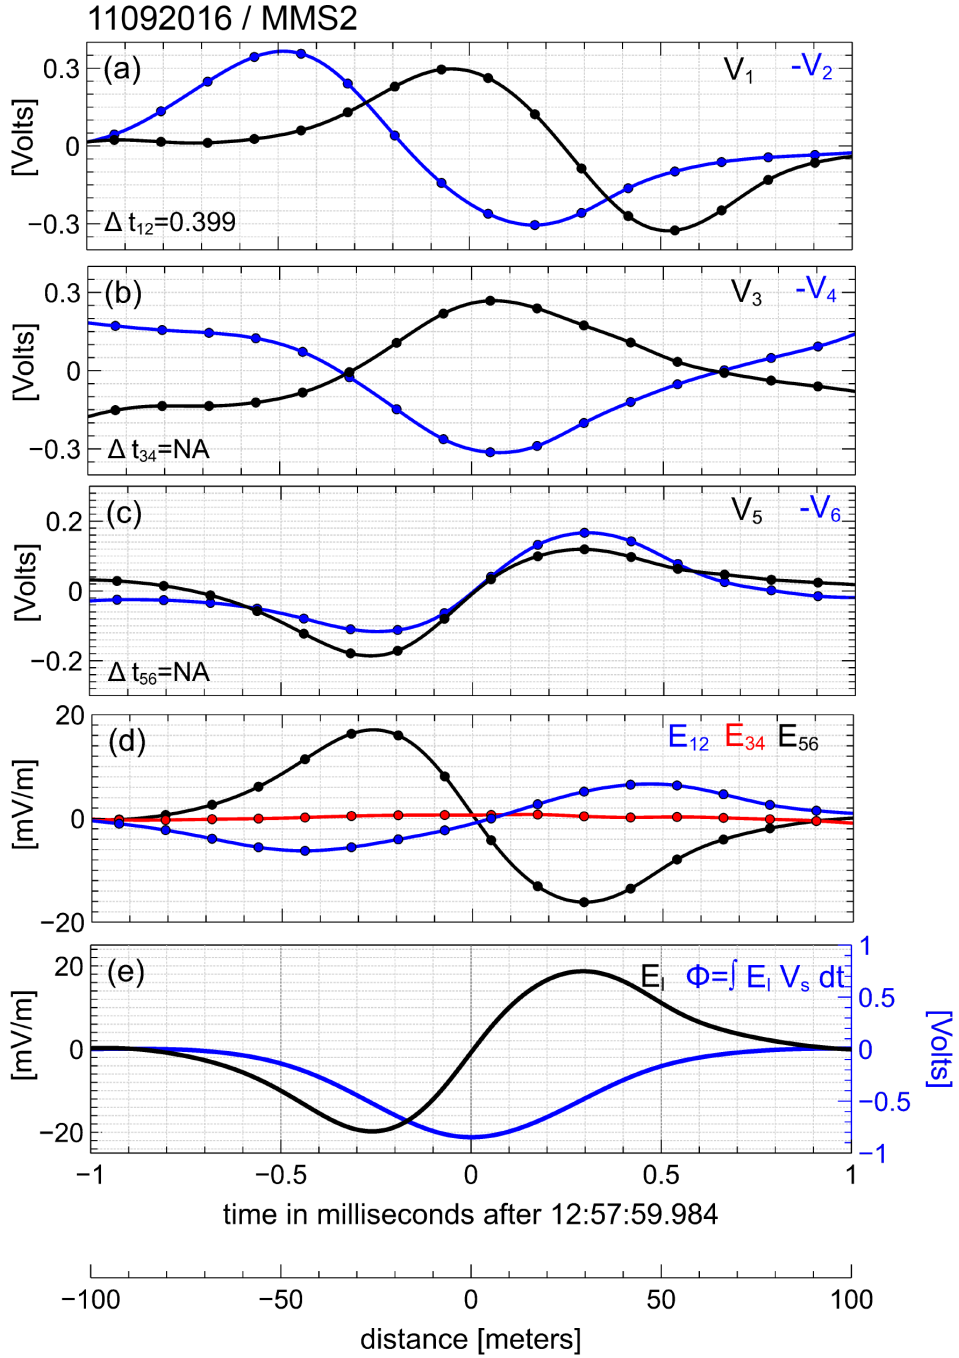 11092016 / MMS2
(a) V1 -V2
0.3
0
−0.3
[Volts]
Δ t12=0.399
(b) V3 -V4
0.3
0
−0.3
[Volts]
Δ t34=NA
(c) V5 -V6
0.2
0
−0.2
[Volts]
Δ t56=NA
(d) E12 E34 E56
20
0
−20
[mV/m]
(e) El Φ=∫ El Vs dt
20
0
−20
[mV/m]
1
0.5
0
−0.5
−1
[Volts]
−1 −0.5 0 0.5 1
time in milliseconds after 12:57:59.984
−100 −50 0 50 100
distance [meters]